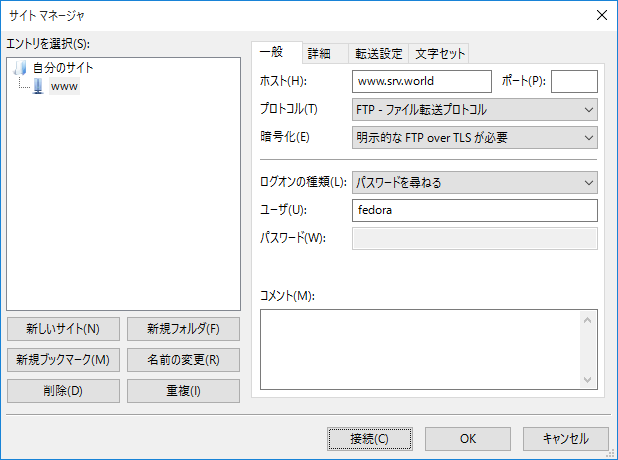 サイト マネージャ
エントリを選択(S):
自分のサイト
www
新しいサイト(N)
新規フォルダ(F)
新規ブックマーク(M)
名前の変更(R)
削除(D)
重複(I)
一般
詳細
転送設定
文字セット
ホスト(H):
www.srv.world
ポート(P):
プロトコル(T)
FTP - ファイル転送プロトコル
暗号化(E)
明示的な FTP over TLS が必要
ログオンの種類(L):
パスワードを尋ねる
ユーザ(U):
fedora
パスワード(W):
コメント(M):
接続(C)
OK
キャンセル